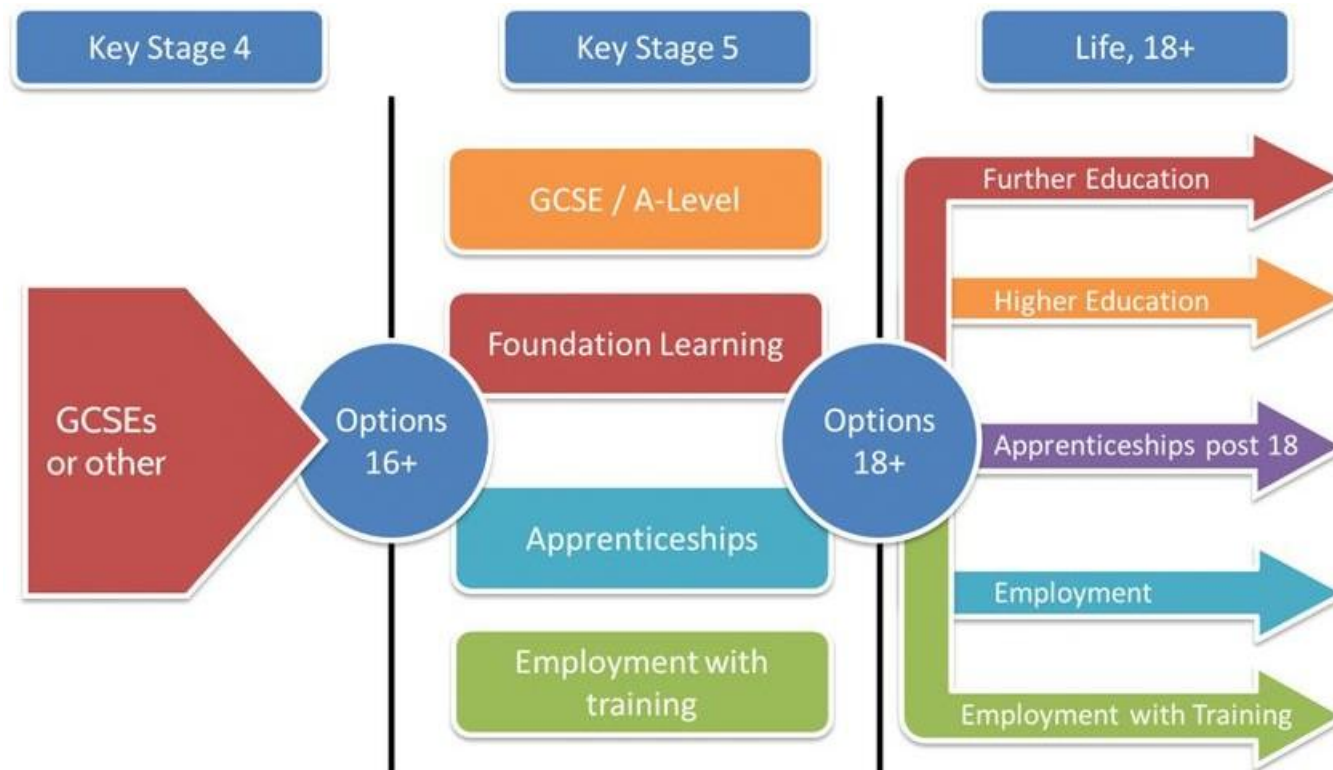 Key Stage 4
Key Stage 5
Life, 18+
GCSEs
or other
Options
16+
GCSE / A-Level
Foundation Learning
Apprenticeships
Employment with
training
Options
18+
Further Education
Higher Education
Apprenticeships post 18
Employment
Employment with Training